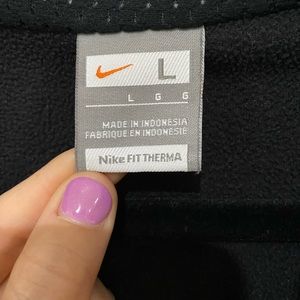 L
L G G
MADE IN INDONESIA
FABRIQUE EN INDONESIE
Nike FIT THERMA